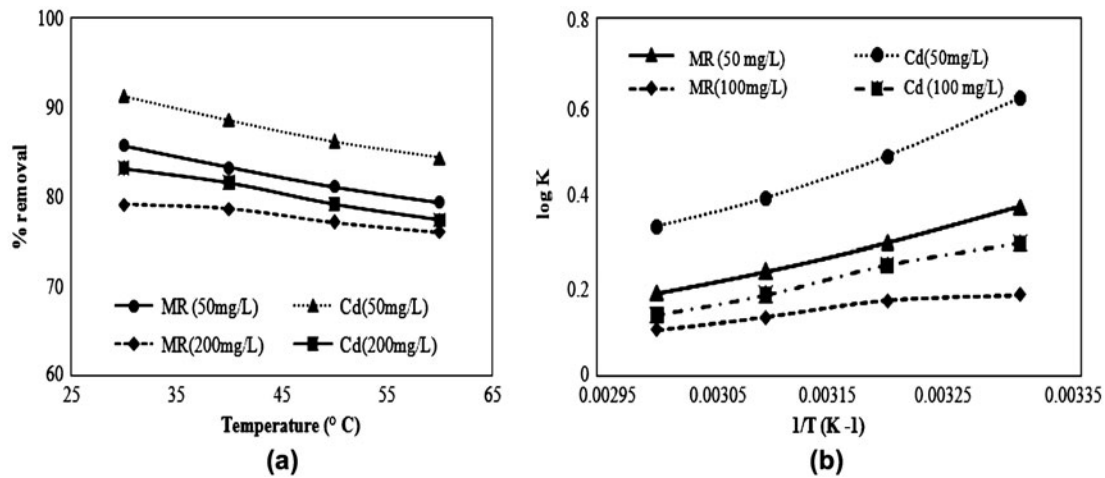 100
90
80
70
60
% removal
MR (50mg/L)
Cd(50mg/L)
MR(200mg/L)
Cd(200mg/L)
25
35
45
55
65
Temperature (° C)
(a)
0.8
0.6
0.4
0.2
0
log K
MR (50 mg/L)
Cd(50mg/L)
MR(100mg/L)
Cd (100 mg/L)
0.00295
0.00305
0.00315
0.00325
0.00335
1/T (K -1)
(b)